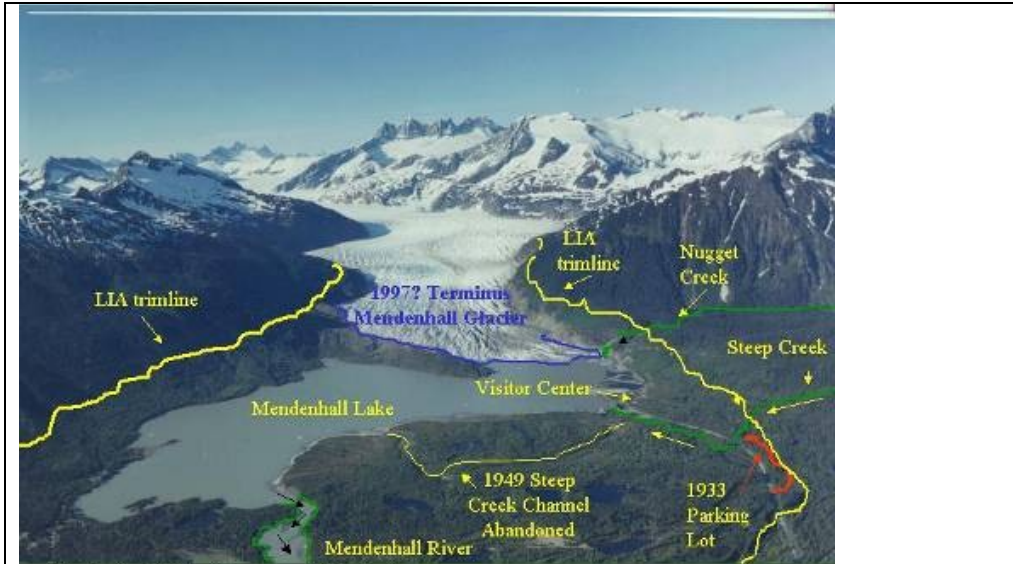 LIA
trimline
Nugget
Creek
LIA trimline
1997? Terminus
Mendenhall Glacier
Steep Creek
Visitor Center
Mendenhall Lake
1949 Steep
Creek Channel
Abandoned
1933
Parking
Lot
Mendenhall River